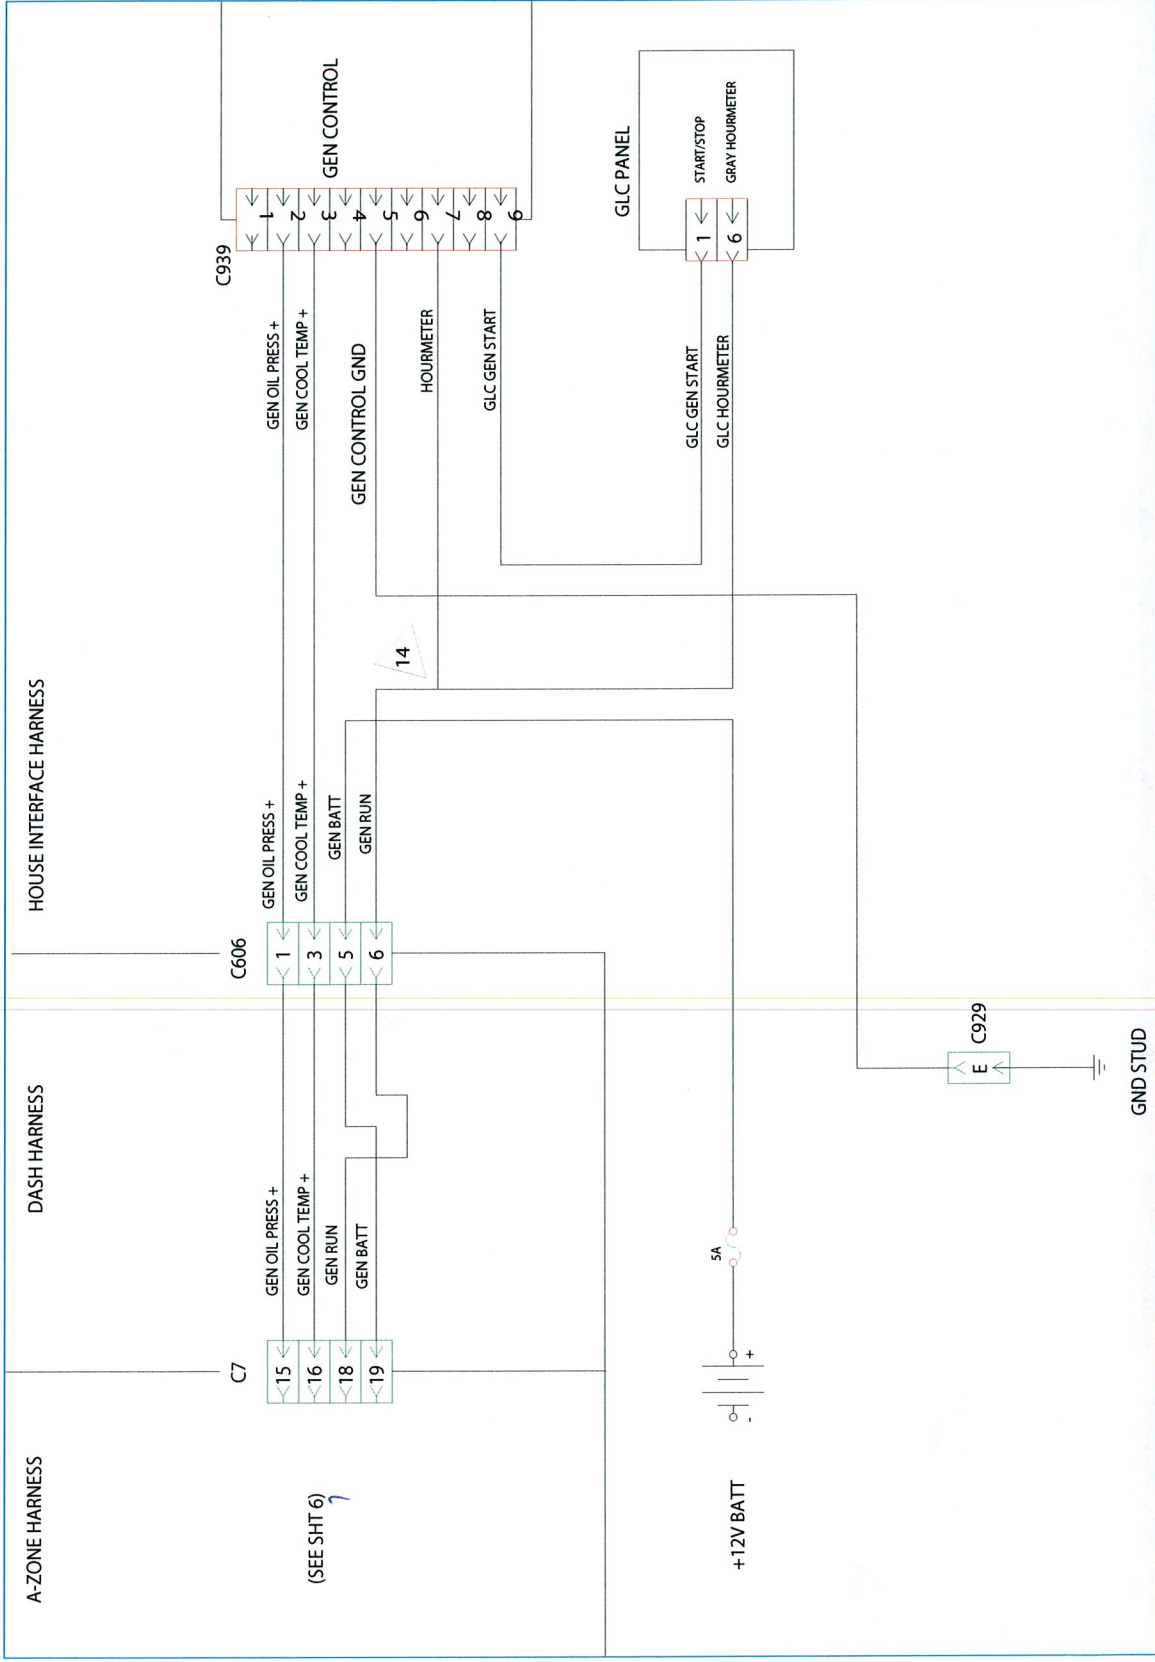 A-ZONE HARNESS
DASH HARNESS
HOUSE INTERFACE HARNESS
C7
C606
C939
15
16
18
19
GEN OIL PRESS +
GEN COOL TEMP +
GEN RUN
GEN BATT
1
3
5
6
GEN OIL PRESS +
GEN COOL TEMP +
GEN BATT
GEN RUN
14
GEN OIL PRESS +
GEN COOL TEMP +
GEN CONTROL GND
HOURMETER
GLC GEN START
1
2
3
4
5
6
7
8
9
GEN CONTROL
(SEE SHT 6)
GLC PANEL
GLC GEN START
GLC HOURMETER
1
6
START/STOP
GRAY HOURMETER
+12V BATT
-
+
5A
E
C929
GND STUD